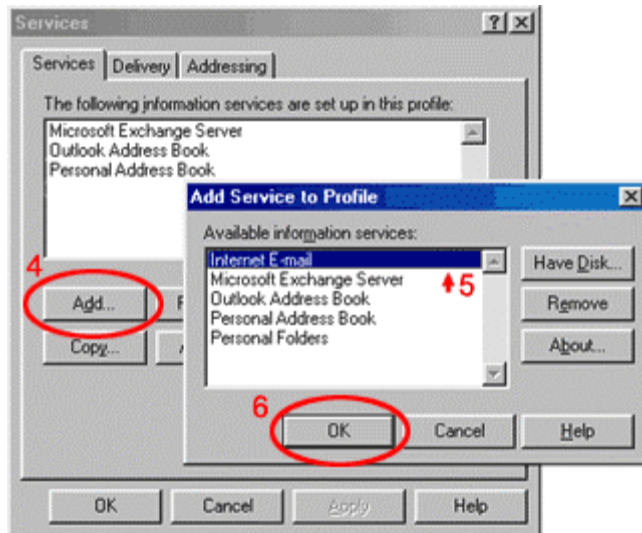 Services
Services Delivery Addressing
The following information services are set up in this profile:
Microsoft Exchange Server
Outlook Address Book
Personal Address Book
4
Add...
Copy...
Add Service to Profile
Available information services:
Internet E-mail
Microsoft Exchange Server
Outlook Address Book
Personal Address Book
Personal Folders
5
Have Disk...
Remove
About...
6
OK Cancel Help
OK Cancel Apply Help